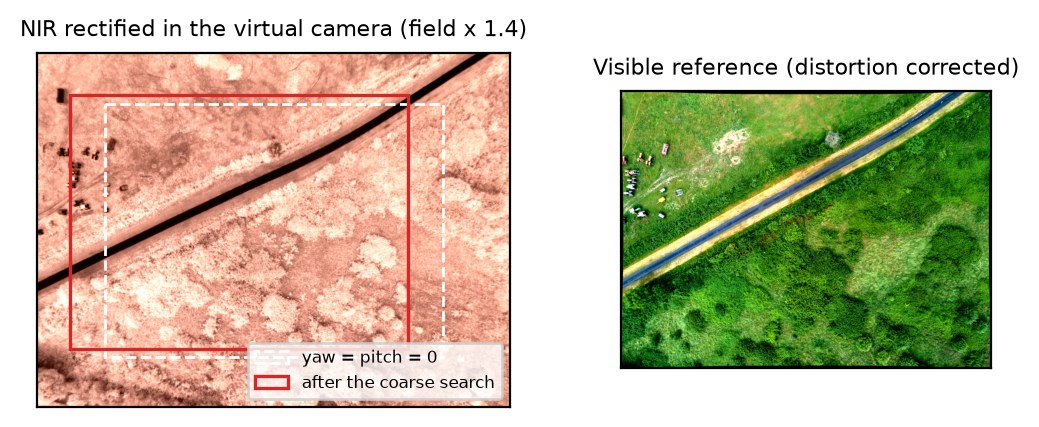 NIR rectified in the virtual camera (field x 1.4)
Visible reference (distortion corrected)
yaw = pitch = 0
after the coarse search